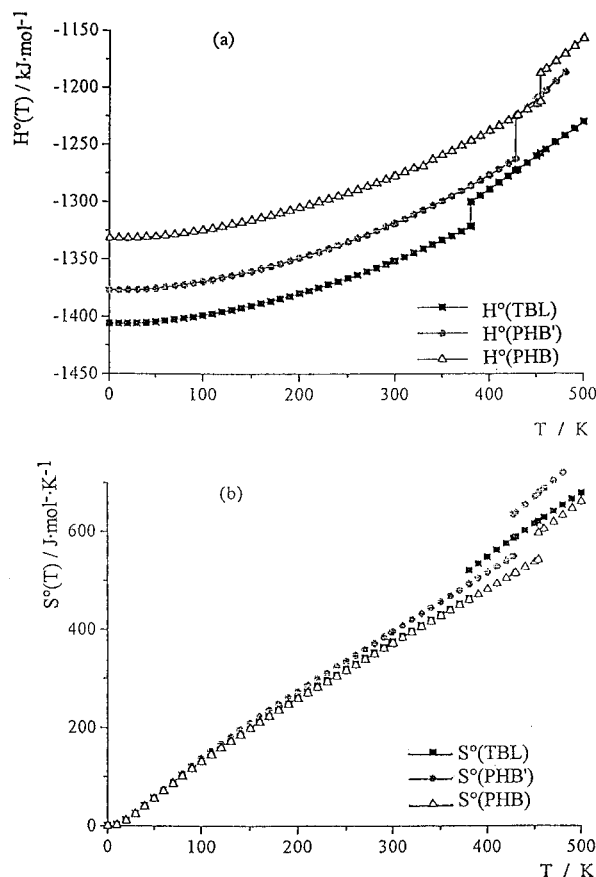 (a)
H°(T) / kJ·mol⁻¹
-1150
-1200
-1250
-1300
-1350
-1400
-1450
H°(TBL)
H°(PHB')
H°(PHB)
0 100 200 300 400 500
T / K
(b)
S°(T) / J·mol⁻·K⁻¹
600
400
200
0
S°(TBL)
S°(PHB')
S°(PHB)
0 100 200 300 400 500
T / K